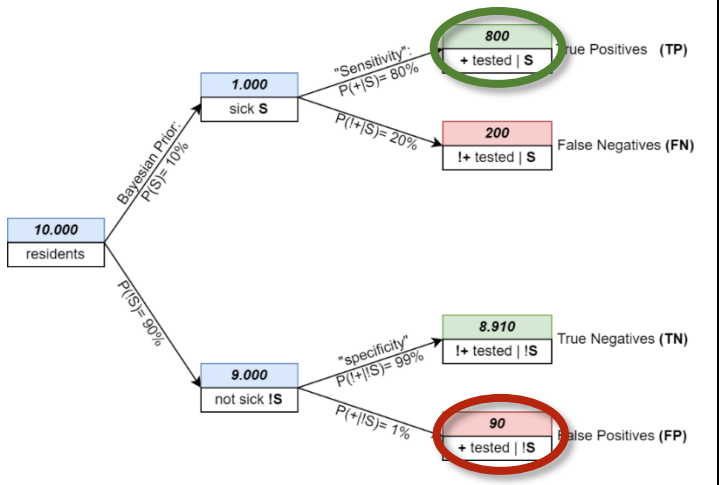 800
+ tested | S
True Positives (TP)
"Sensitivity":
P(+|S)= 80%
1.000
sick S
P(!+|S)= 20%
200
!+ tested | S
False Negatives (FN)
Bayesian Prior:
P(S)= 10%
10.000
residents
P(!S)= 90%
8.910
!+ tested | !S
True Negatives (TN)
"specificity"
P(!+|!S)= 99%
9.000
not sick !S
P(+|!S)= 1%
90
+ tested | !S
False Positives (FP)